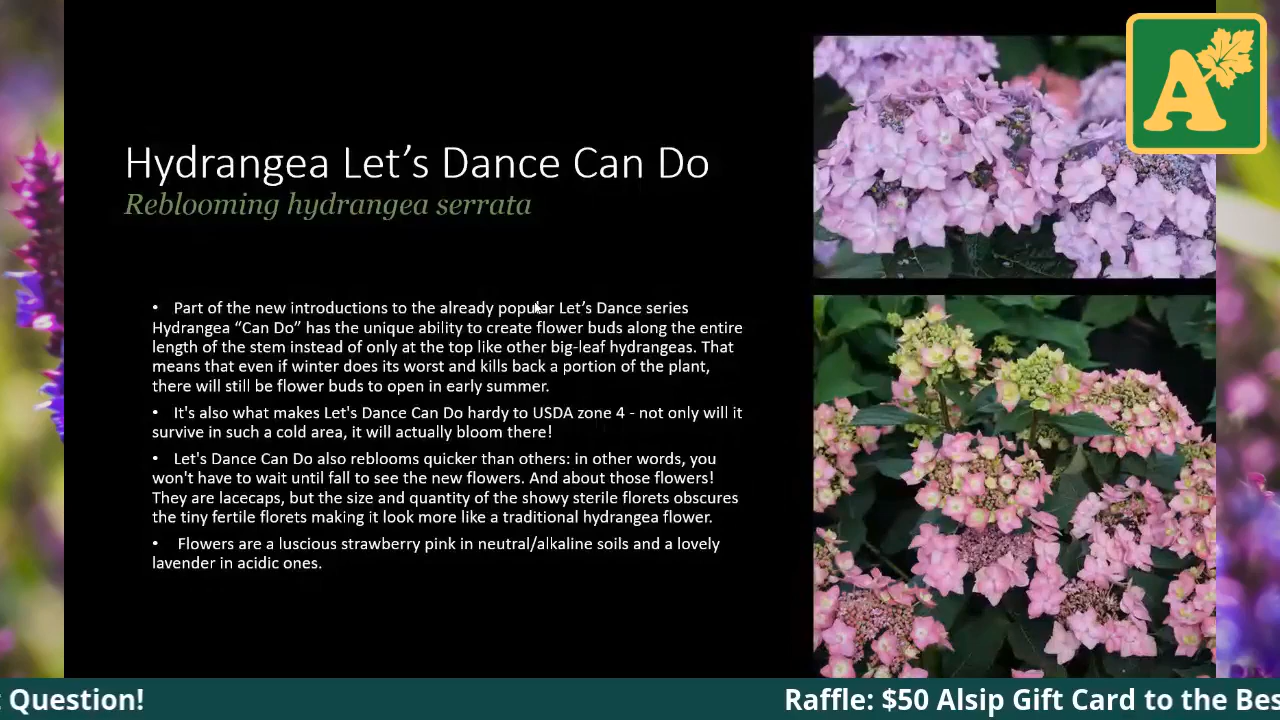 A
Hydrangea Let’s Dance Can Do
Reblooming hydrangea serrata
• Part of the new introductions to the already popular Let’s Dance series
Hydrangea “Can Do” has the unique ability to create flower buds along the entire
length of the stem instead of only at the top like other big-leaf hydrangeas. That
means that even if winter does its worst and kills back a portion of the plant,
there will still be flower buds to open in early summer.
• It's also what makes Let's Dance Can Do hardy to USDA zone 4 - not only will it
survive in such a cold area, it will actually bloom there!
• Let's Dance Can Do also reblooms quicker than others: in other words, you
won't have to wait until fall to see the new flowers. And about those flowers!
They are lacecaps, but the size and quantity of the showy sterile florets obscures
the tiny fertile florets making it look more like a traditional hydrangea flower.
• Flowers are a luscious strawberry pink in neutral/alkaline soils and a lovely
lavender in acidic ones.
Question! Raffle: $50 Alsip Gift Card to the Bes